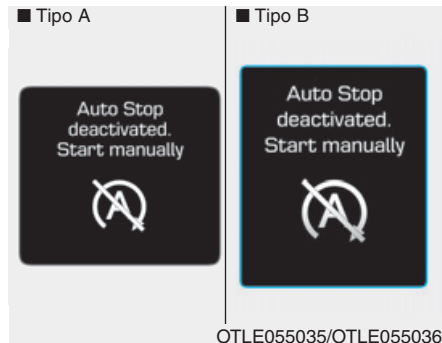 ■ Tipo A
Auto Stop
deactivated.
Start manually
A
■ Tipo B
Auto Stop
deactivated.
Start manually
A
OTLE055035/OTLE055036